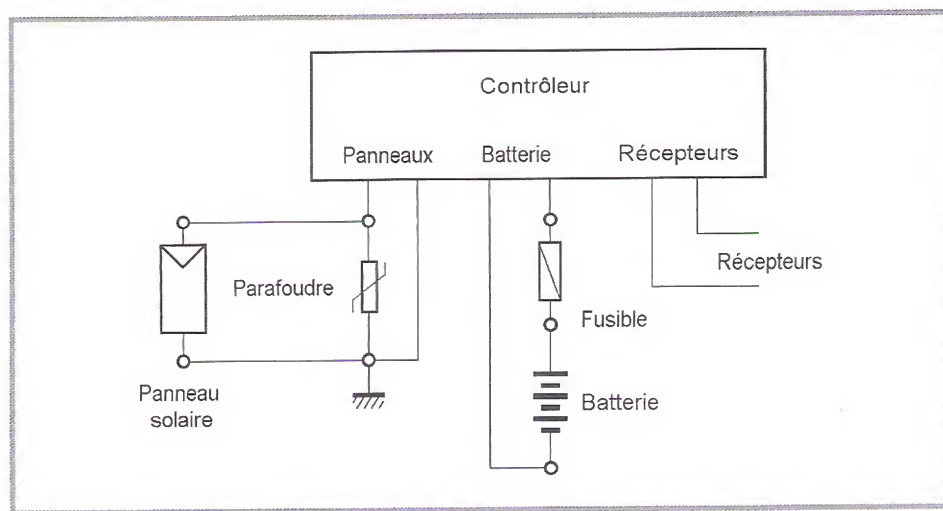 Contrôleur
Panneaux Batterie Récepteurs
Parafoudre
Récepteurs
Fusible
Panneau
solaire
Batterie